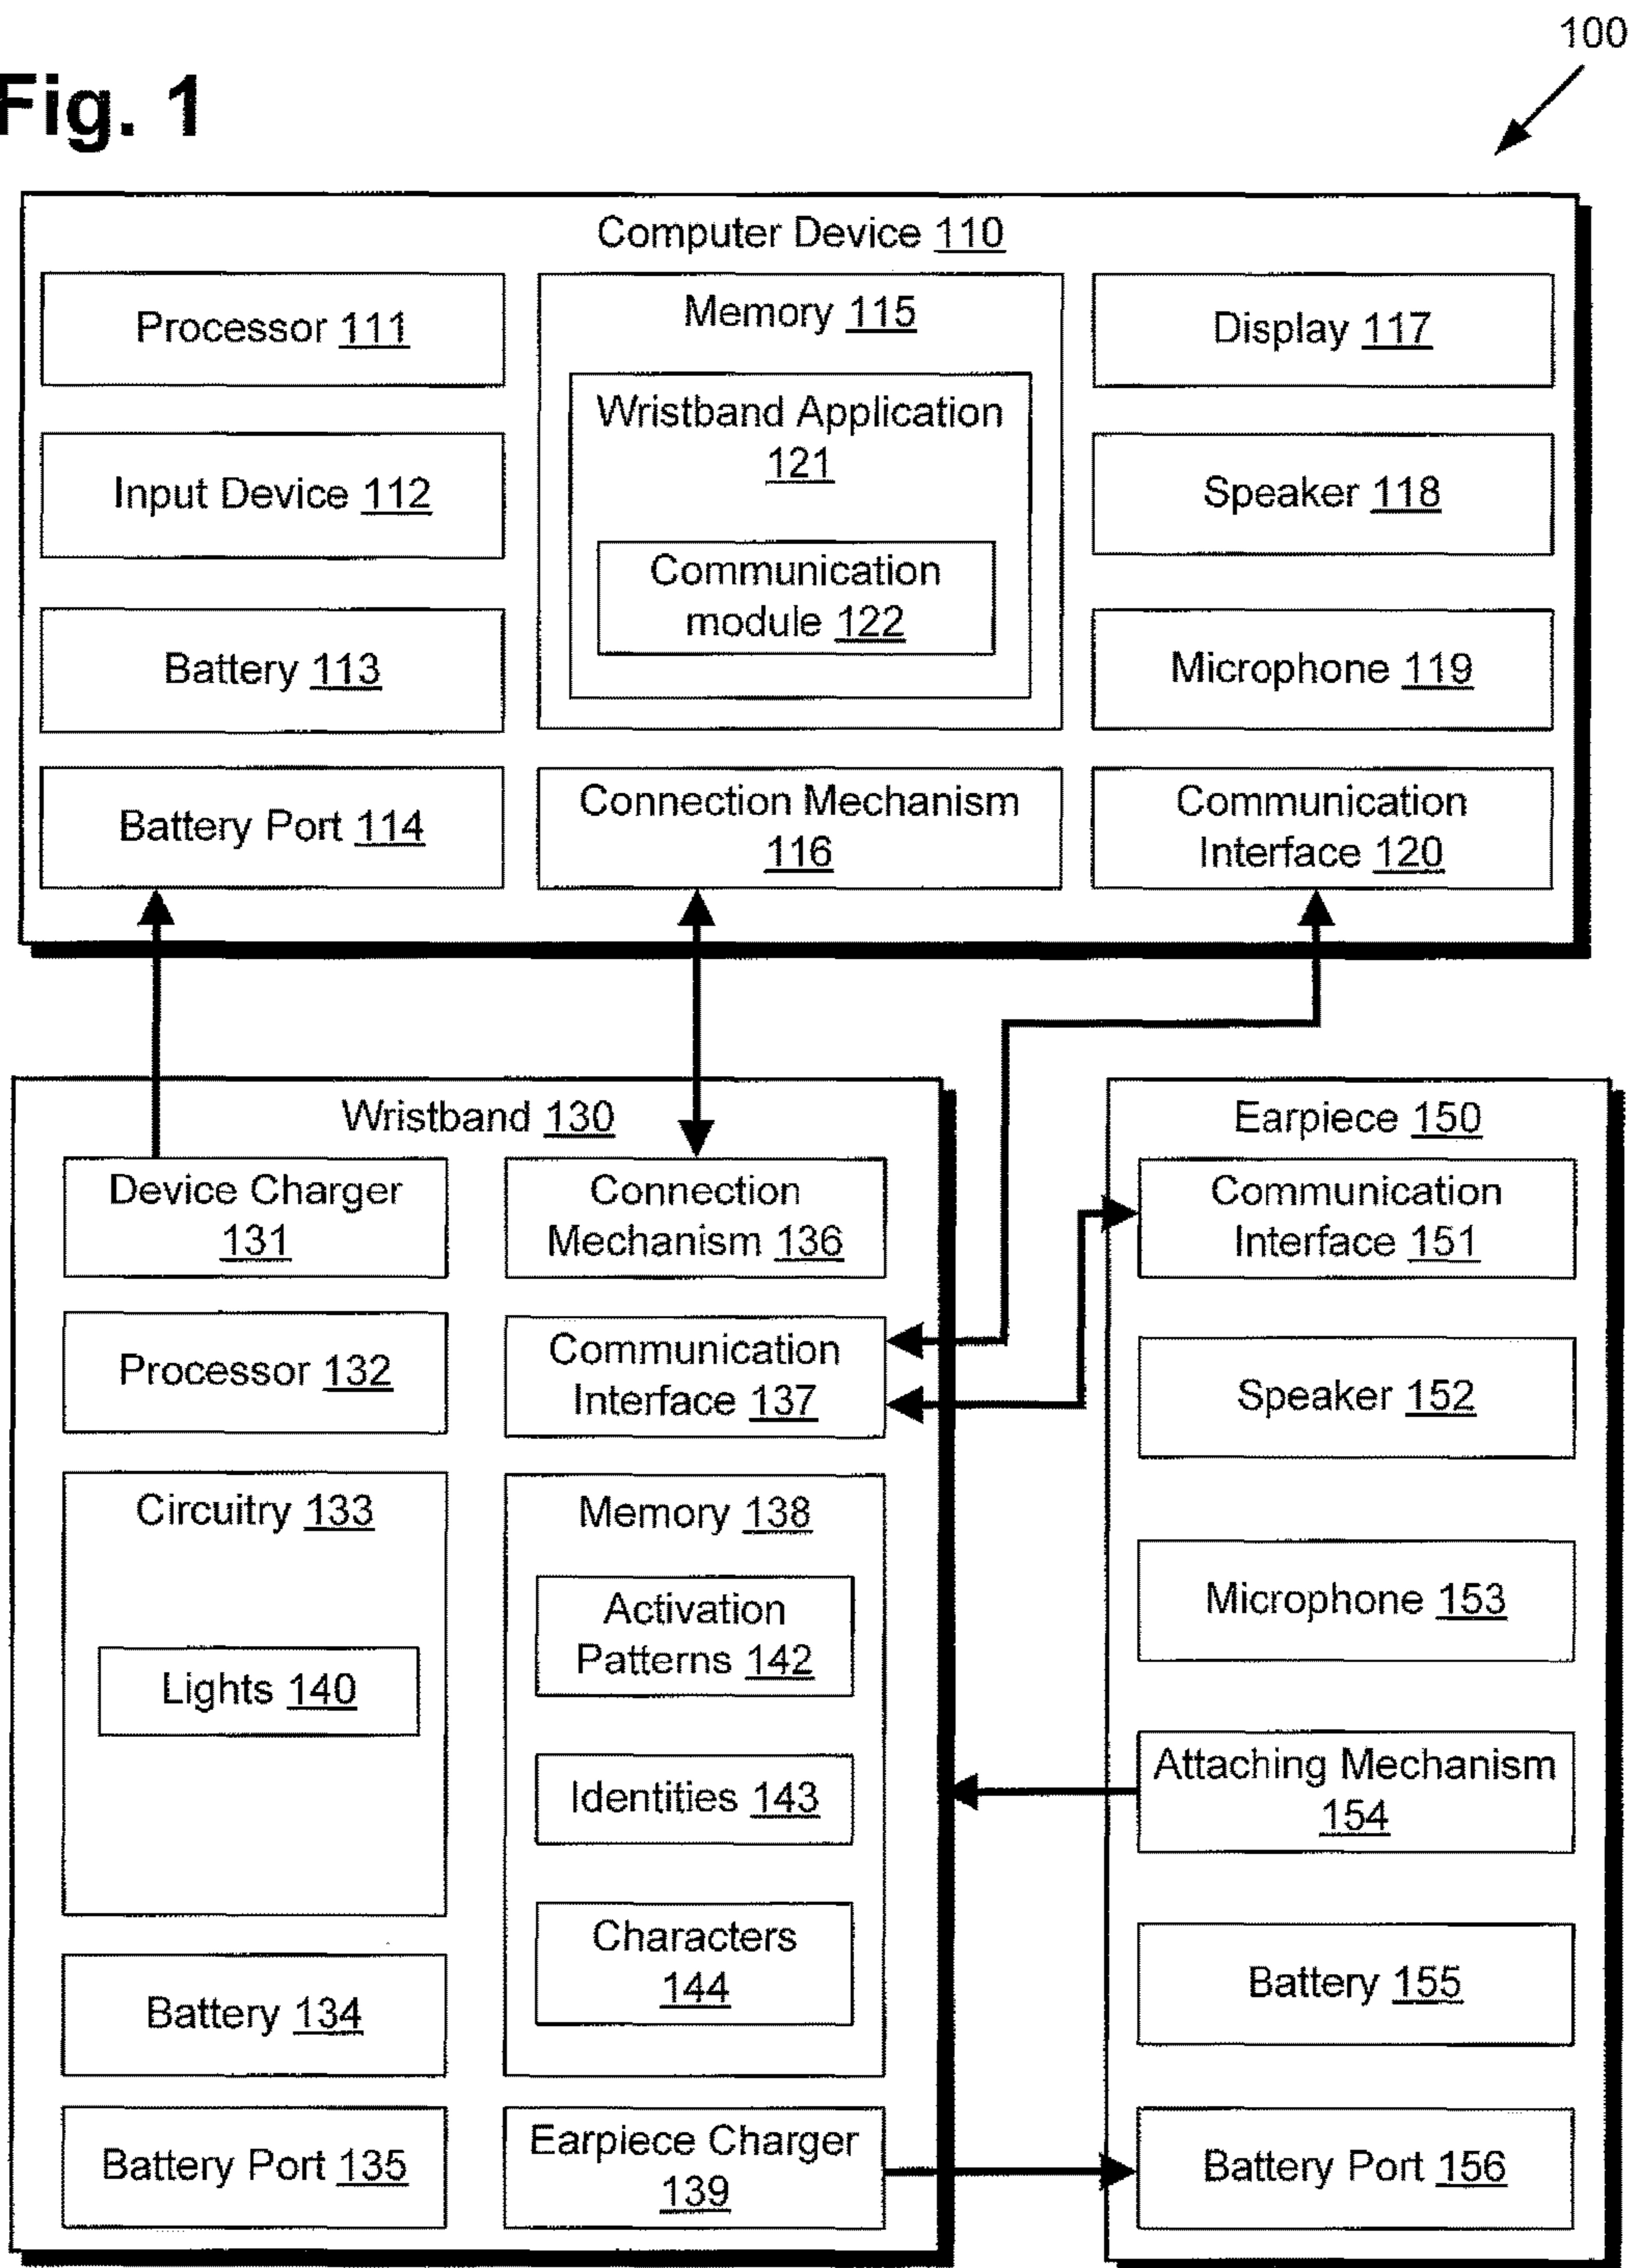 100
Fig. 1
Computer Device 110
Processor 111
Input Device 112
Battery 113
Battery Port 114
Memory 115
Wristband Application
121
Communication
module 122
Connection Mechanism
116
Display 117
Speaker 118
Microphone 119
Communication
Interface 120
Wristband 130
Device Charger
131
Processor 132
Circuitry 133
Lights 140
Battery 134
Battery Port 135
Connection
Mechanism 136
Communication
Interface 137
Memory 138
Activation
Patterns 142
Identities 143
Characters
144
Earpiece Charger
139
Earpiece 150
Communication
Interface 151
Speaker 152
Microphone 153
Attaching Mechanism
154
Battery 155
Battery Port 156